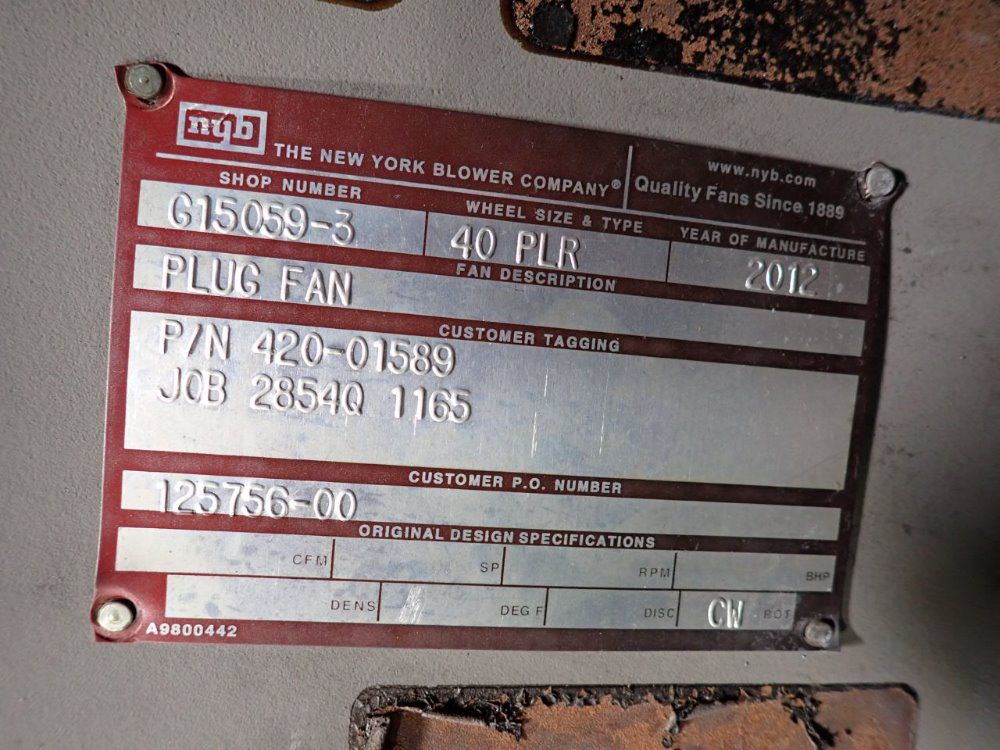 nyb
THE NEW YORK BLOWER COMPANY®
www.nyb.com
Quality Fans Since 1889
SHOP NUMBER
G15059-3
WHEEL SIZE & TYPE
40 PLR
YEAR OF MANUFACTURE
2012
FAN DESCRIPTION
PLUG FAN
CUSTOMER TAGGING
P/N 420-01589
JOB 2854Q 1165
CUSTOMER P.O. NUMBER
125756-00
ORIGINAL DESIGN SPECIFICATIONS
CFM SP RPM BHP
DENS DEG F DISC CW ROT
A9800442